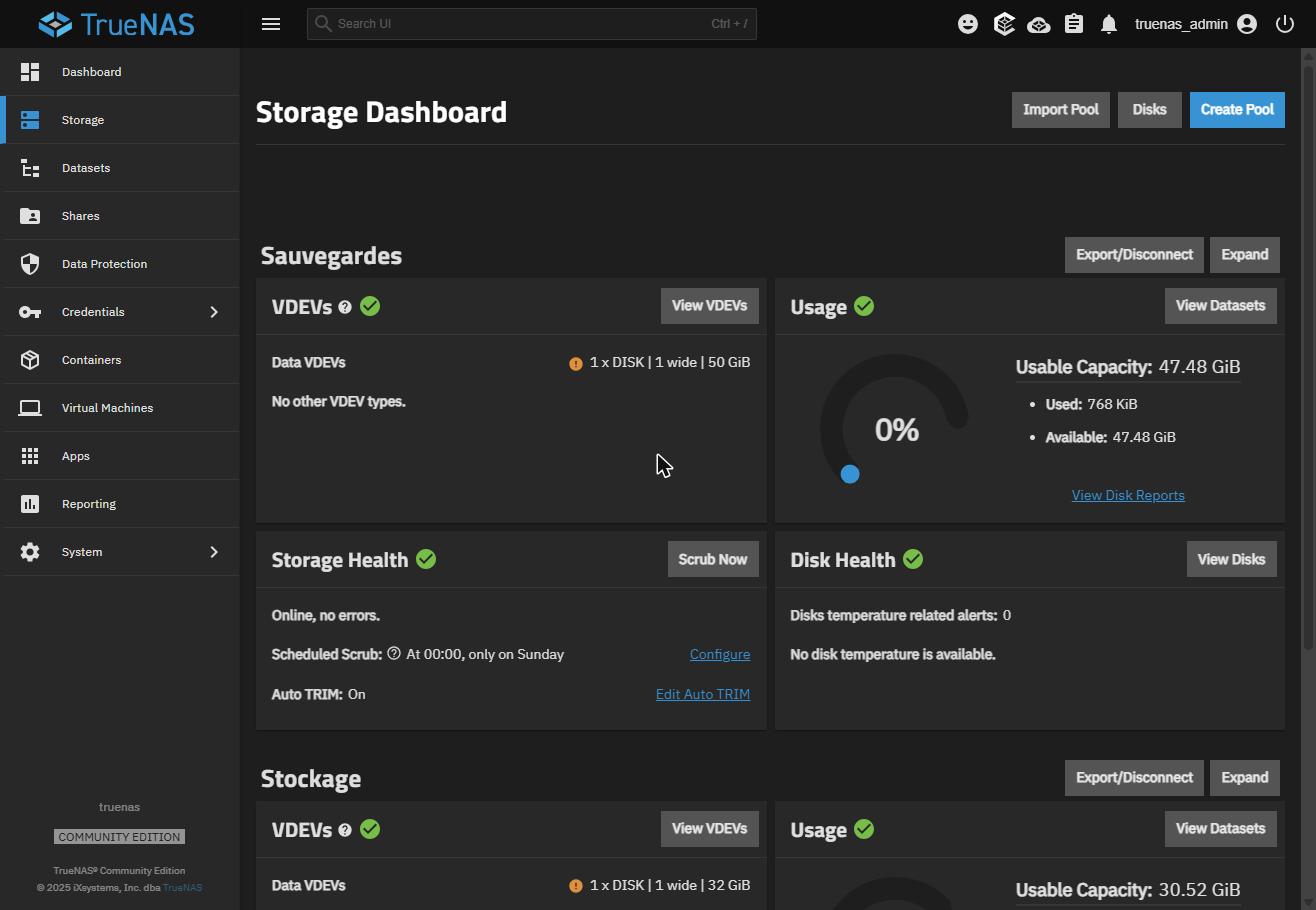 TrueNAS
Search UI
Ctrl + /
truenas_admin
Dashboard
Storage
Datasets
Shares
Data Protection
Credentials
Containers
Virtual Machines
Apps
Reporting
System
truenas
COMMUNITY EDITION
TrueNAS® Community Edition
© 2025 iXsystems, Inc. dba TrueNAS
Storage Dashboard
Import Pool
Disks
Create Pool
Sauvegardes
Export/Disconnect
Expand
VDEVs
View VDEVs
Data VDEVs
1 x DISK | 1 wide | 50 GiB
No other VDEV types.
Usage
View Datasets
0%
Usable Capacity: 47.48 GiB
• Used: 768 KiB
• Available: 47.48 GiB
View Disk Reports
Storage Health
Scrub Now
Online, no errors.
Scheduled Scrub: At 00:00, only on Sunday
Configure
Auto TRIM: On
Edit Auto TRIM
Disk Health
View Disks
Disks temperature related alerts: 0
No disk temperature is available.
Stockage
Export/Disconnect
Expand
VDEVs
View VDEVs
Data VDEVs
1 x DISK | 1 wide | 32 GiB
Usage
View Datasets
Usable Capacity: 30.52 GiB